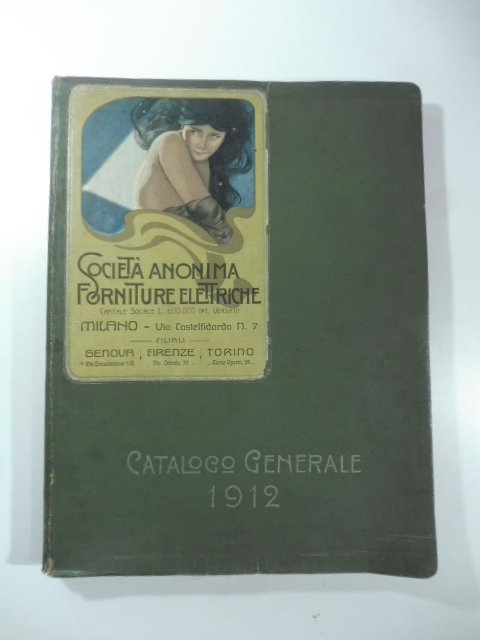 SOCIETÀ ANONIMA
FORNITURE ELETTRICHE
CAPITALE SOCIALE L. 600.000 INT. VERSATO
MILANO - Via Castelfidardo N. 7
FILIALI
GENOVA, FIRENZE, TORINO
CATALOGO GENERALE
1912